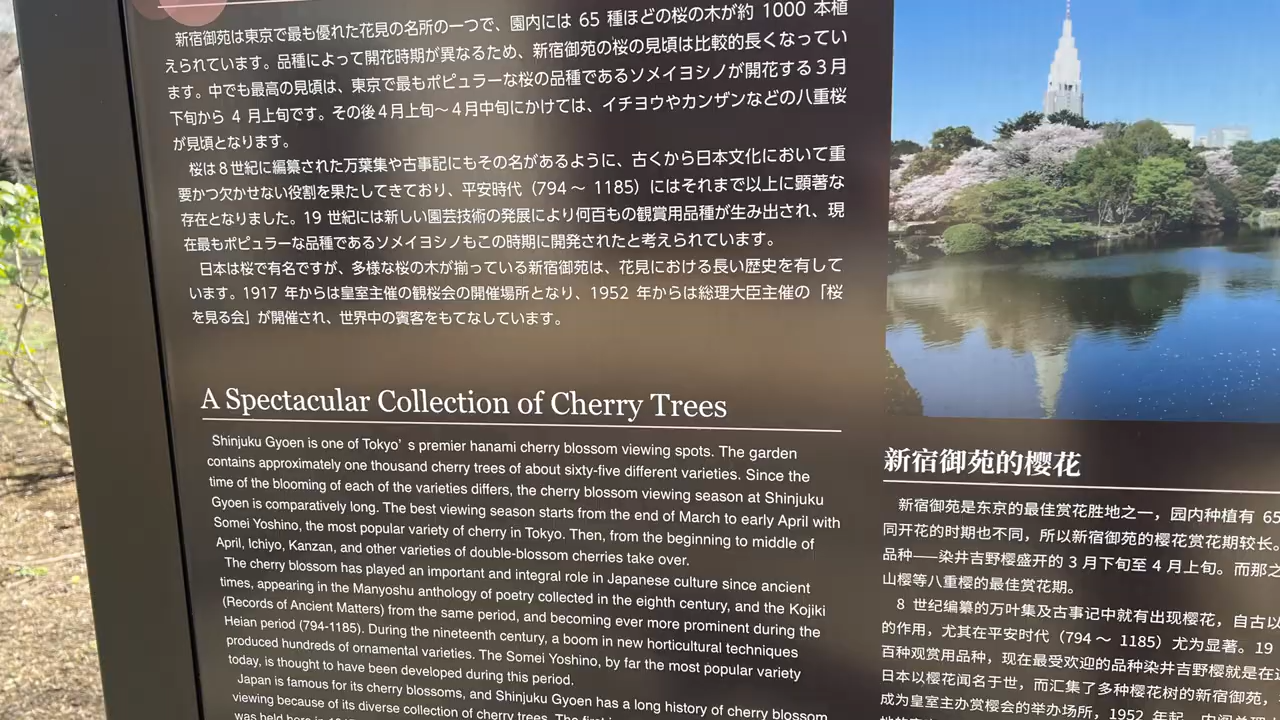 新宿御苑は東京で最も優れた花見の名所の一つで、園内には 65 種ほどの桜の木が約 1000 本植
えられています。品種によって開花時期が異なるため、新宿御苑の桜の見頃は比較的長くなってい
ます。中でも最高の見頃は、東京で最もポピュラーな桜の品種であるソメイヨシノが開花する3月
下旬から 4 月上旬です。その後4月上旬〜4月中旬にかけては、イチヨウやカンザンなどの八重桜
が見頃となります。
桜は8世紀に編纂された万葉集や古事記にもその名があるように、古くから日本文化において重
要かつ欠かせない役割を果たしてきており、平安時代（794 〜 1185）にはそれまで以上に顕著な
存在となりました。19 世紀には新しい園芸技術の発展により何百もの観賞用品種が生み出され、現
在最もポピュラーな品種であるソメイヨシノもこの時期に開発されたと考えられています。
日本は桜で有名ですが、多様な桜の木が揃っている新宿御苑は、花見における長い歴史を有して
います。1917 年からは皇室主催の観桜会の開催場所となり、1952 年からは総理大臣主催の「桜
を見る会」が開催され、世界中の賓客をもてなしています。
A Spectacular Collection of Cherry Trees
Shinjuku Gyoen is one of Tokyo' s premier hanami cherry blossom viewing spots. The garden
contains approximately one thousand cherry trees of about sixty-five different varieties. Since the
time of the blooming of each of the varieties differs, the cherry blossom viewing season at Shinjuku
Gyoen is comparatively long. The best viewing season starts from the end of March to early April with
Somei Yoshino, the most popular variety of cherry in Tokyo. Then, from the beginning to middle of
April, Ichiyo, Kanzan, and other varieties of double-blossom cherries take over.
The cherry blossom has played an important and integral role in Japanese culture since ancient
times, appearing in the Manyoshu anthology of poetry collected in the eighth century, and the Kojiki
(Records of Ancient Matters) from the same period, and becoming ever more prominent during the
Heian period (794-1185). During the nineteenth century, a boom in new horticultural techniques
produced hundreds of ornamental varieties. The Somei Yoshino, by far the most popular variety
today, is thought to have been developed during this period.
Japan is famous for its cherry blossoms, and Shinjuku Gyoen has a long history of cherry blossom
viewing because of its diverse collection of cherry trees. The first
was held here in
新宿御苑的樱花
新宿御苑是东京的最佳赏花胜地之一，园内种植有 65
同开花的时期也不同，所以新宿御苑的樱花赏花期较长。
品种——染井吉野樱盛开的 3 月下旬至 4 月上旬。而那之
山樱等八重樱的最佳赏花期。
8 世纪编纂的万叶集及古事记中就有出现樱花，自古以
的作用，尤其在平安时代（794 〜 1185）尤为显著。19
百种观赏用品种，现在最受欢迎的品种染井吉野樱就是在这
日本以樱花闻名于世，而汇集了多种樱花树的新宿御苑，
成为皇室主办赏樱会的举办场所，1952 年起，